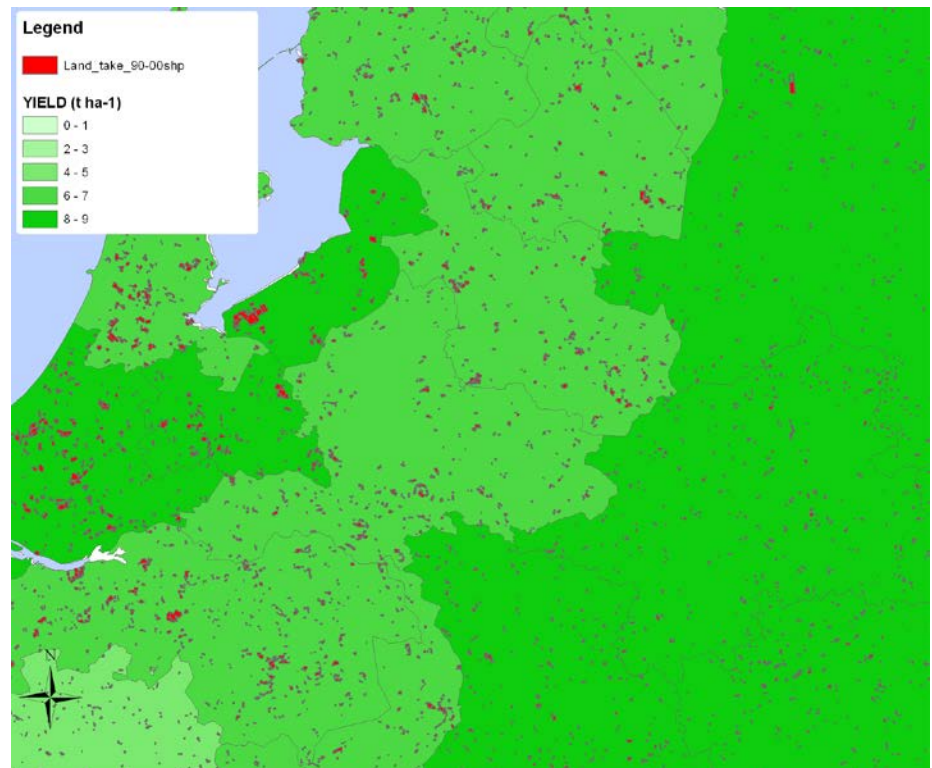 Legend
Land_take_90-00shp
YIELD (t ha-1)
0 - 1
2 - 3
4 - 5
6 - 7
8 - 9
N